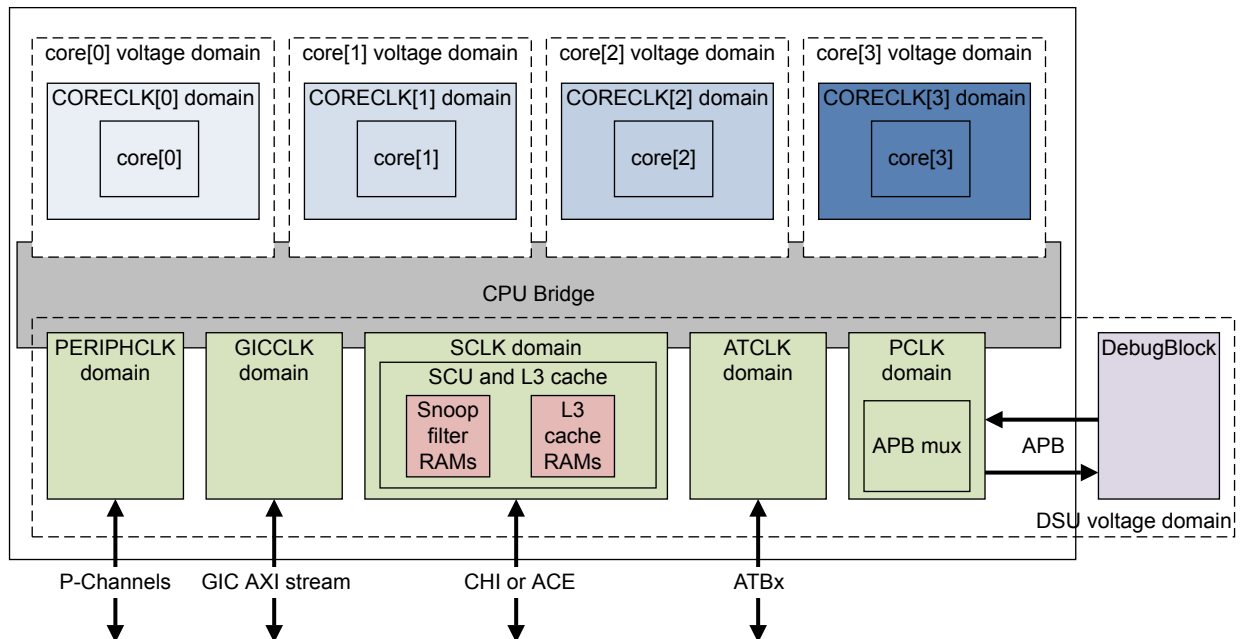 core[0] voltage domain
core[1] voltage domain
core[2] voltage domain
core[3] voltage domain
CORECLK[0] domain
CORECLK[1] domain
CORECLK[2] domain
CORECLK[3] domain
core[0]
core[1]
core[2]
core[3]
CPU Bridge
PERIPHCLK
domain
GICCLK
domain
SCLK domain
SCU and L3 cache
Snoop
filter
RAMs
L3
cache
RAMs
ATCLK
domain
PCLK
domain
APB mux
APB
DebugBlock
DSU voltage domain
P-Channels
GIC AXI stream
CHI or ACE
ATBx